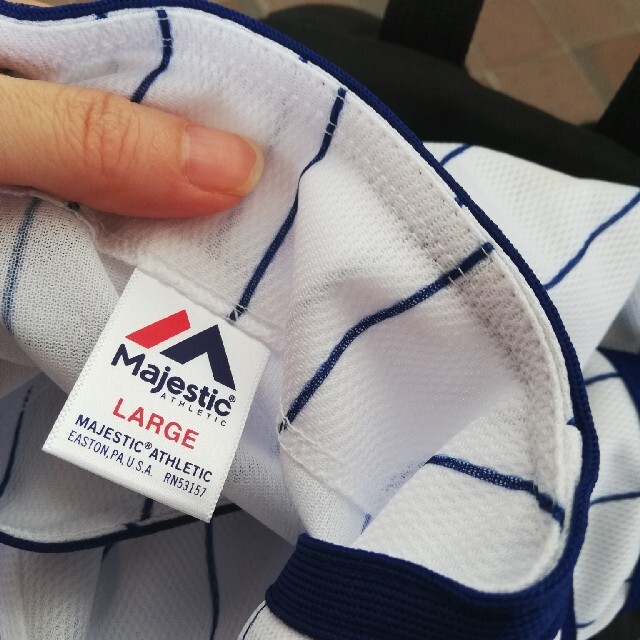 Majestic®
ATHLETIC
LARGE
MAJESTIC® ATHLETIC
EASTON, PA, U.S.A. RN53157